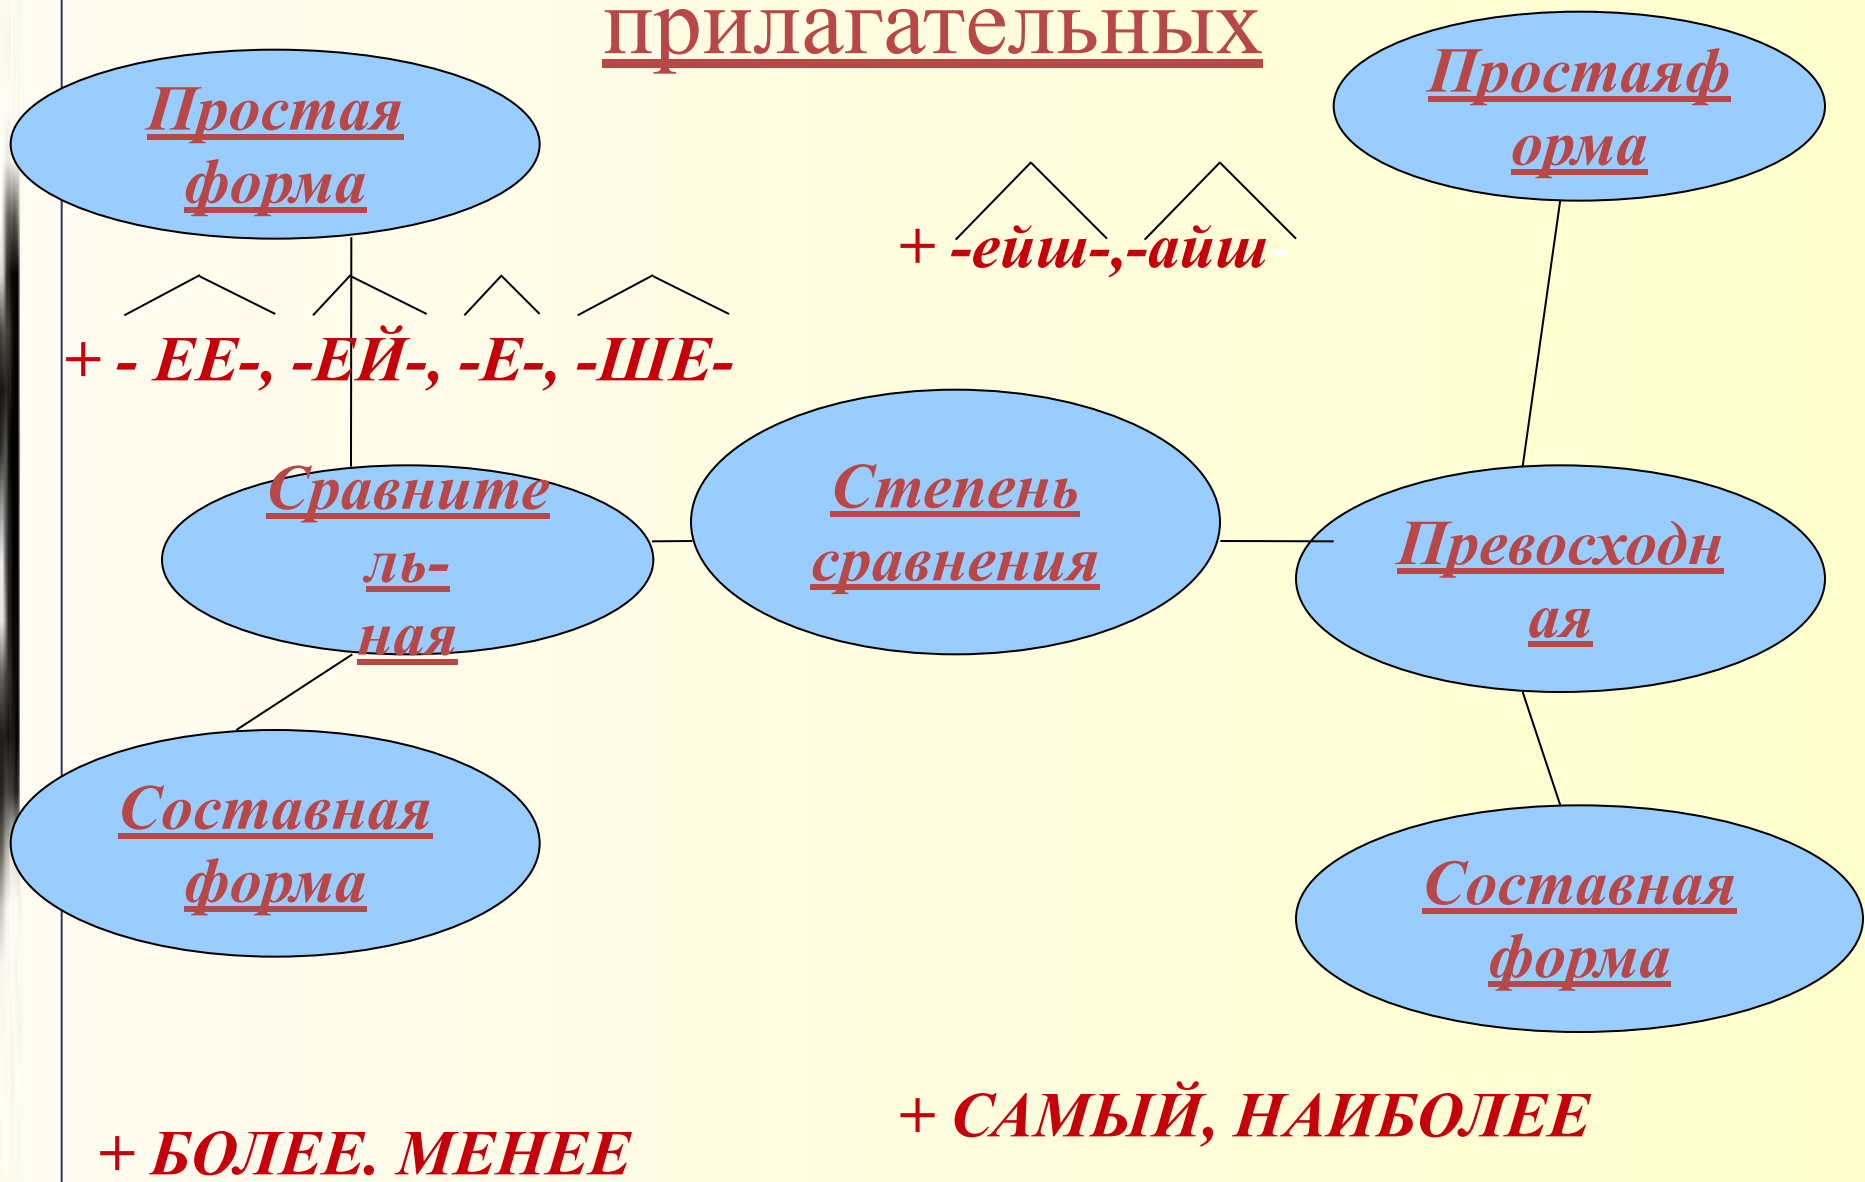 прилагательных
Простая
форма
Простаяф
орма
+ -ейш-,-айш-
+ - ЕЕ-, -ЕЙ-, -Е-, -ШЕ-
Сравните
ль-
ная
Степень
сравнения
Превосходн
ая
Составная
форма
Составная
форма
+ САМЫЙ, НАИБОЛЕЕ
+ БОЛЕЕ. МЕНЕЕ